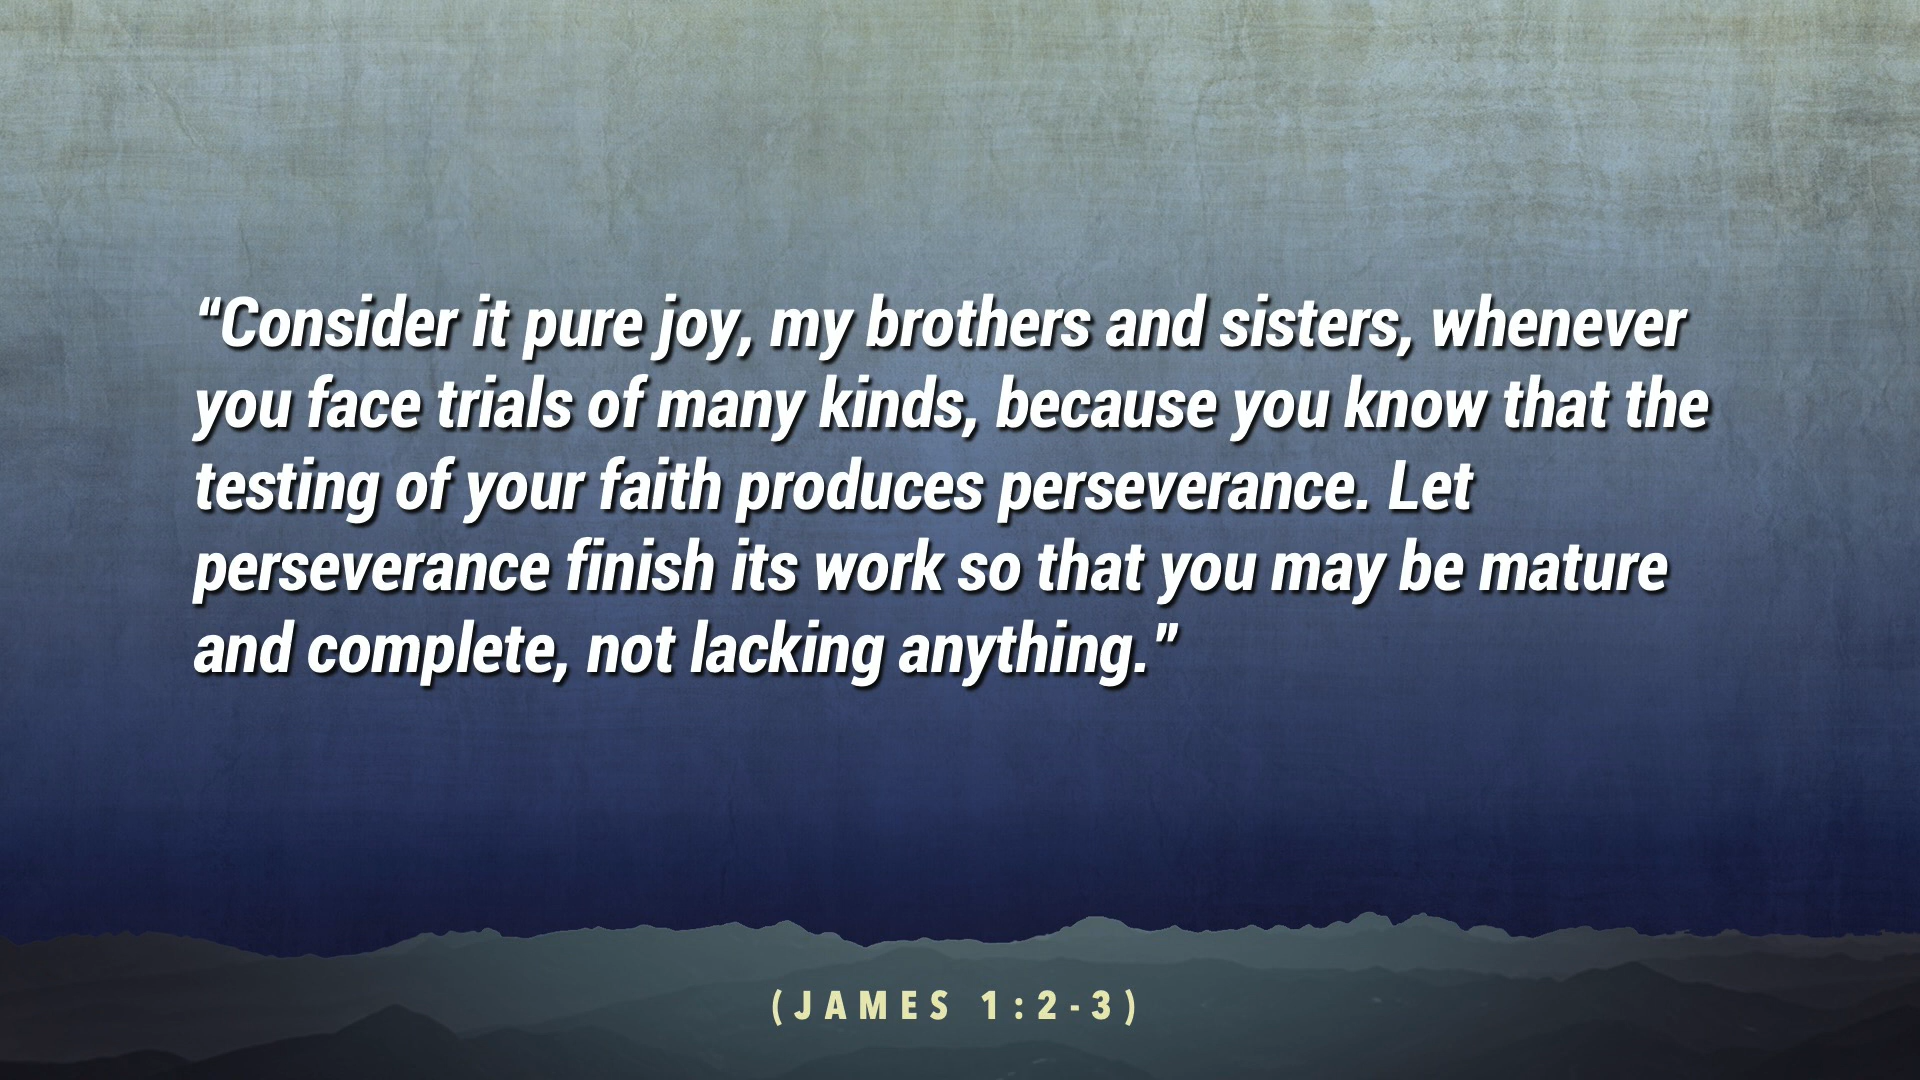 “Consider it pure joy, my brothers and sisters, whenever
you face trials of many kinds, because you know that the
testing of your faith produces perseverance. Let
perseverance finish its work so that you may be mature
and complete, not lacking anything.”
(JAMES 1:2-3)